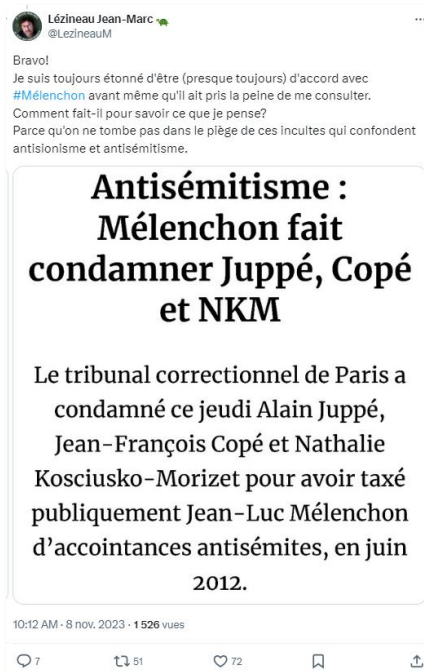 Lézineau Jean-Marc 🐢
@LezineauM
Bravo!
Je suis toujours étonné d'être (presque toujours) d'accord avec
#Mélenchon avant même qu'il ait pris la peine de me consulter.
Comment fait-il pour savoir ce que je pense?
Parce qu'on ne tombe pas dans le piège de ces incultes qui confondent
antisionisme et antisémitisme.
Antisémitisme :
Mélenchon fait
condamner Juppé, Copé
et NKM
Le tribunal correctionnel de Paris a
condamné ce jeudi Alain Juppé,
Jean-François Copé et Nathalie
Kosciusko-Morizet pour avoir taxé
publiquement Jean-Luc Mélenchon
d'accointances antisémites, en juin
2012.
10:12 AM · 8 nov. 2023 · 1 526 vues
7 51 72